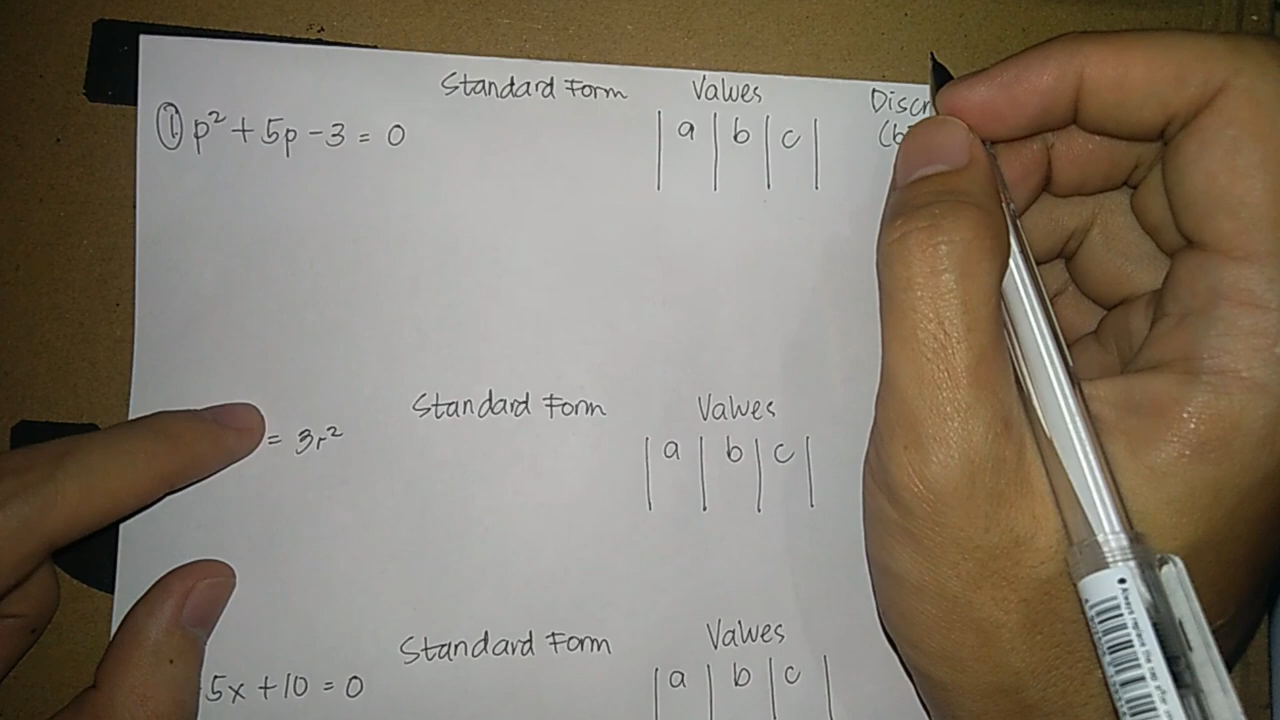 Standard Form Values Discr
① p² + 5p - 3 = 0 | a | b | c | (b
Standard Form Values
= 3r² | a | b | c |
Standard Form Values
5x + 10 = 0 | a | b | c |